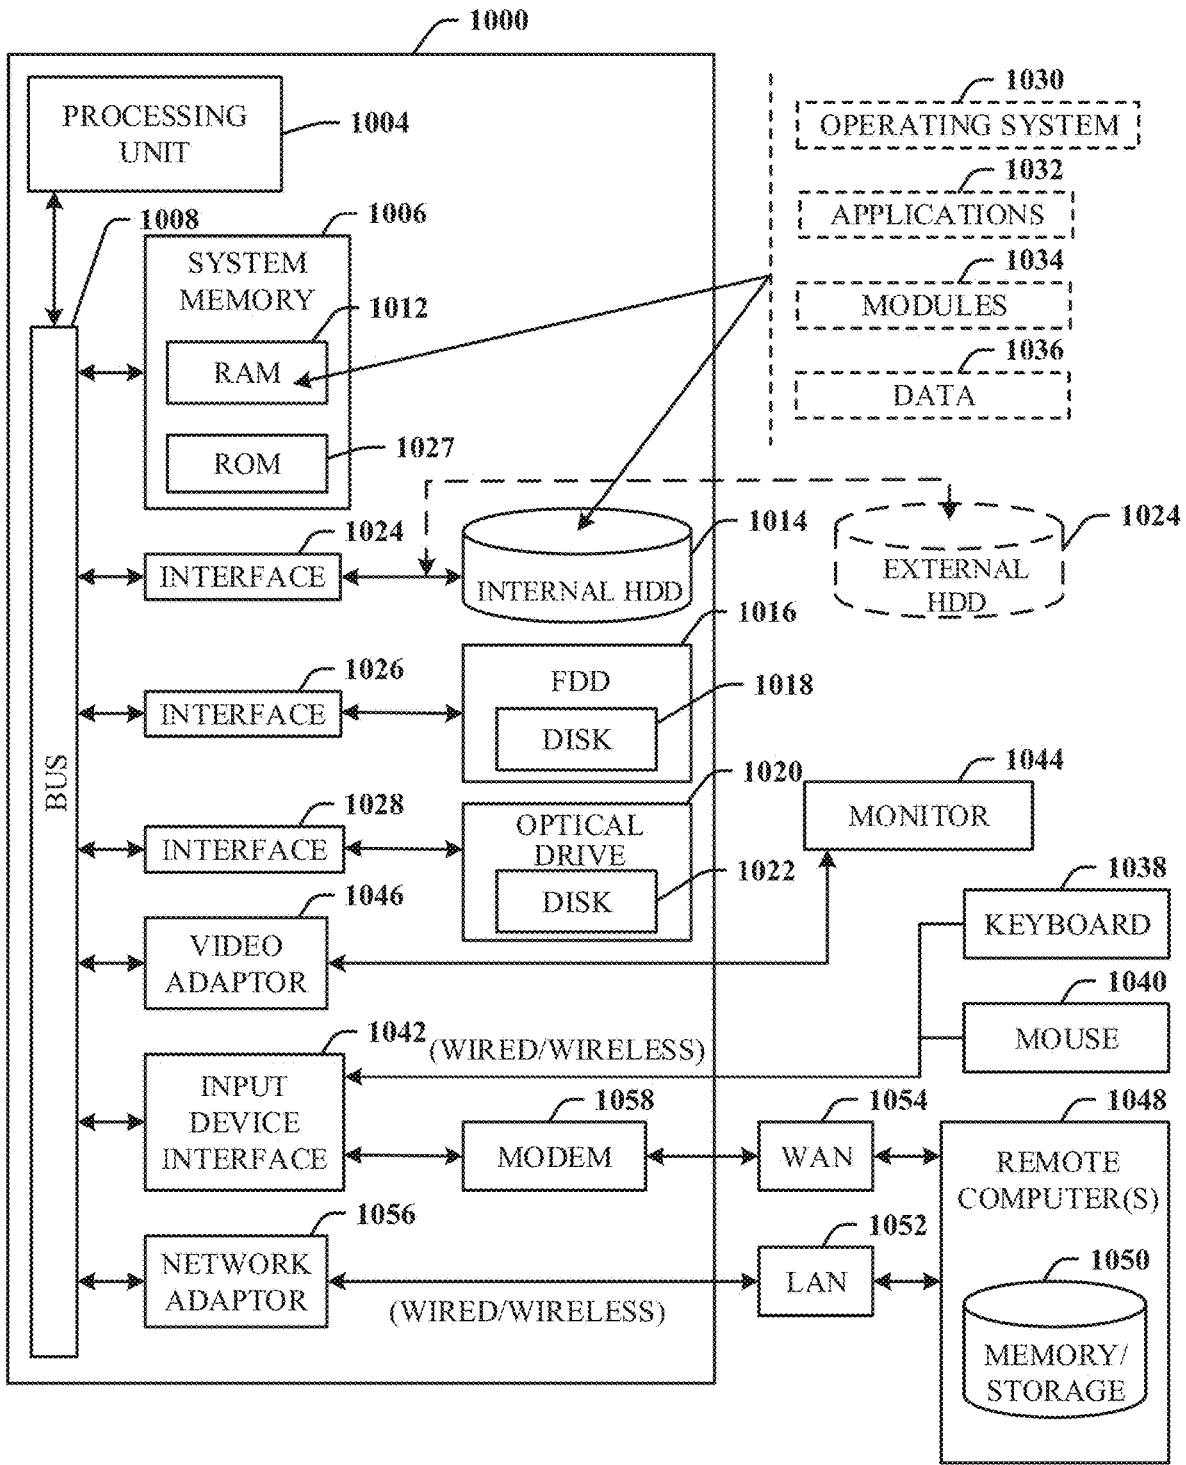 1000
PROCESSING
UNIT
1004
1008
1006
SYSTEM
MEMORY
1012
RAM
1027
ROM
1030
OPERATING SYSTEM
1032
APPLICATIONS
1034
MODULES
1036
DATA
1024
INTERFACE
1014
INTERNAL HDD
1024
EXTERNAL
HDD
1026
INTERFACE
1016
FDD
1018
DISK
BUS
1028
INTERFACE
1020
OPTICAL
DRIVE
1022
DISK
1044
MONITOR
1046
VIDEO
ADAPTOR
1038
KEYBOARD
1040
MOUSE
1042
INPUT
DEVICE
INTERFACE
(WIRED/WIRELESS)
1058
MODEM
1054
WAN
1048
REMOTE
COMPUTER(S)
1056
NETWORK
ADAPTOR
(WIRED/WIRELESS)
1052
LAN
1050
MEMORY/
STORAGE